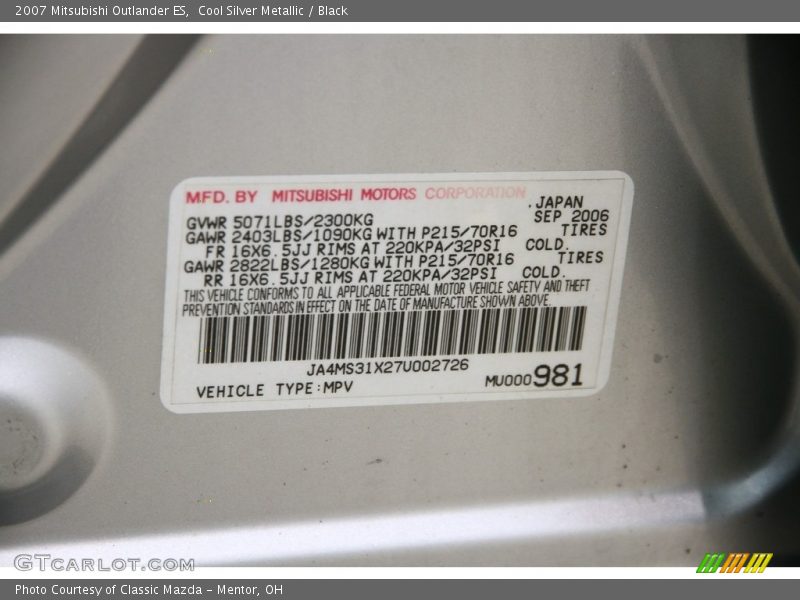 2007 Mitsubishi Outlander ES,  Cool Silver Metallic / Black
MFD. BY MITSUBISHI MOTORS CORPORATION
.JAPAN
GVWR 5071LBS/2300KG SEP 2006
GAWR 2403LBS/1090KG WITH P215/70R16 TIRES
FR 16X6.5JJ RIMS AT 220KPA/32PSI COLD.
GAWR 2822LBS/1280KG WITH P215/70R16 TIRES
RR 16X6.5JJ RIMS AT 220KPA/32PSI COLD.
THIS VEHICLE CONFORMS TO ALL APPLICABLE FEDERAL MOTOR VEHICLE SAFETY AND THEFT
PREVENTION STANDARDS IN EFFECT ON THE DATE OF MANUFACTURE SHOWN ABOVE.
JA4MS31X27U002726
VEHICLE TYPE:MPV MU000981
GTCARLOT.COM
Photo Courtesy of Classic Mazda - Mentor, OH